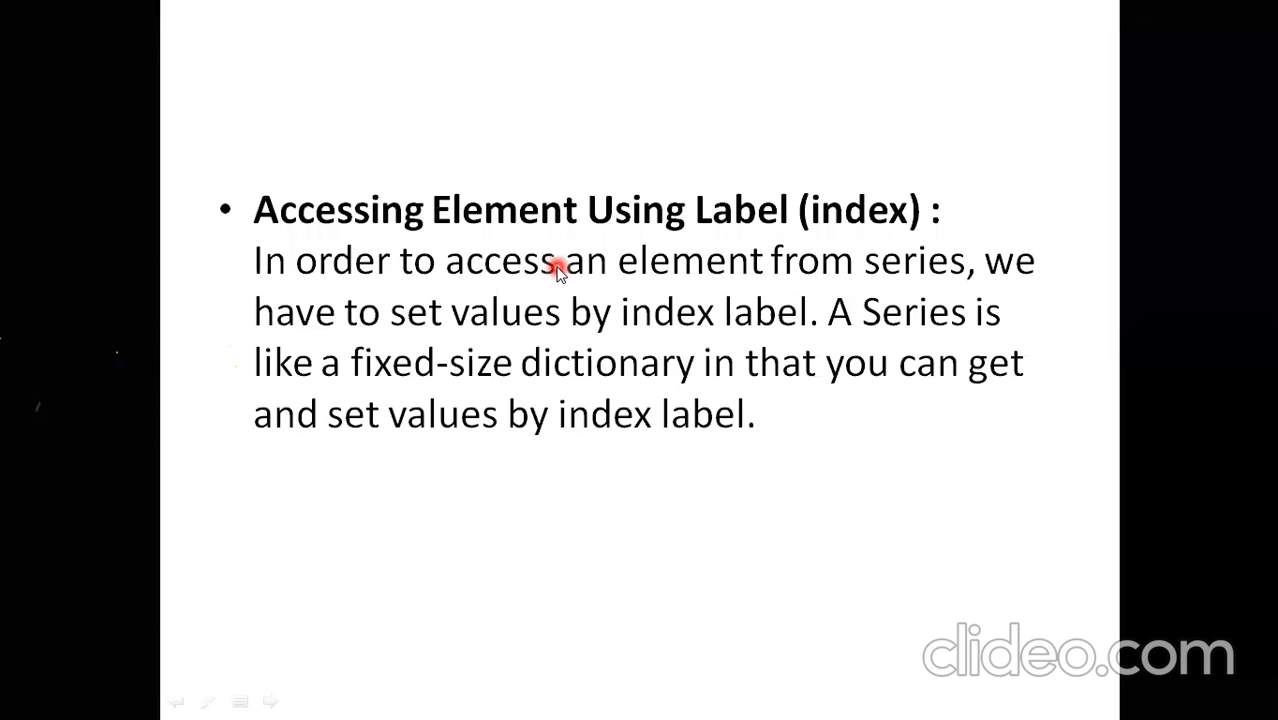 • Accessing Element Using Label (index) :
In order to access an element from series, we
have to set values by index label. A Series is
like a fixed-size dictionary in that you can get
and set values by index label.
clideo.com